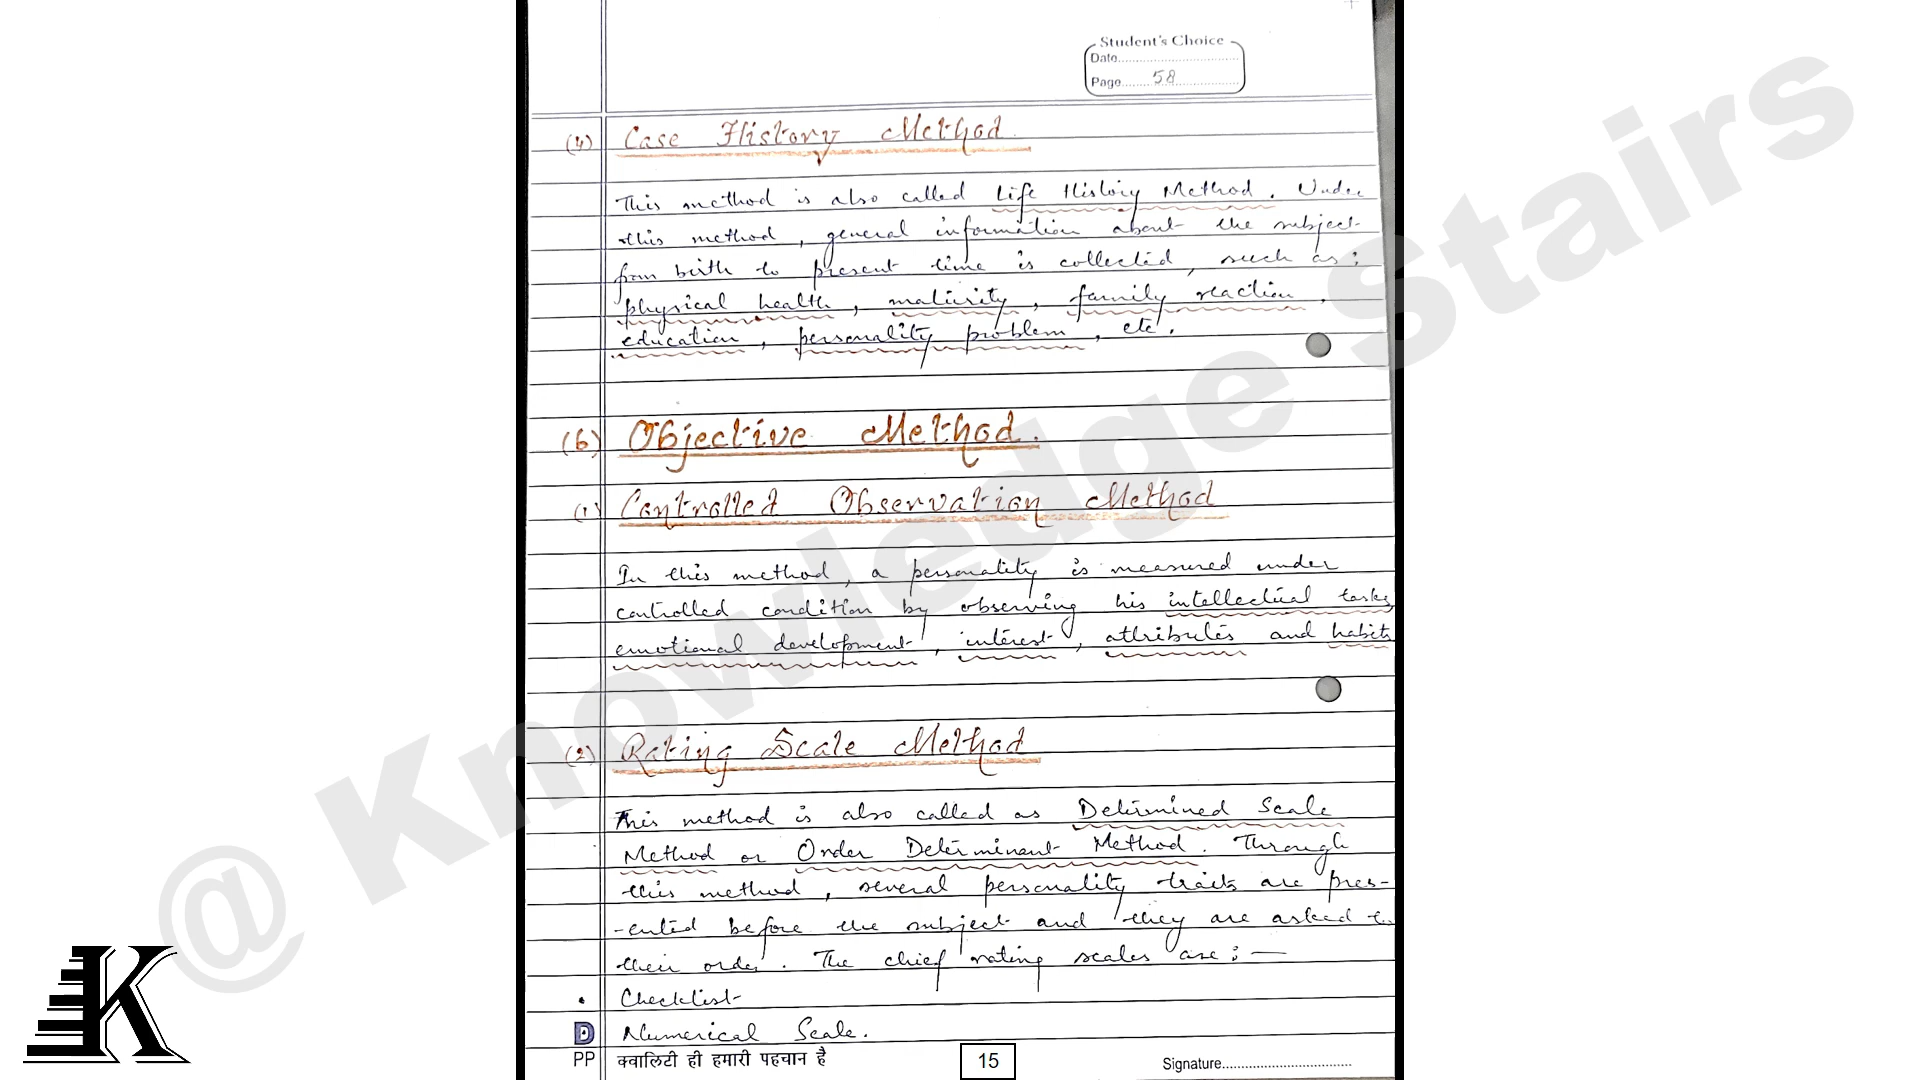 Student's Choice
Date
Page 58
(4) Case History Method
This method is also called Life History Method. Under
this method, general information about the subject
from birth to present time is collected, such as:
physical health, maturity, family reaction,
education, personality problem, etc.
(b) Objective Method.
(1) Controlled Observation Method
In this method, a personality is measured under
controlled condition by observing his intellectual tasks,
emotional development, interest, attributes and habits
(2) Rating Scale Method
This method is also called as Determined Scale
Method or Order Determinant Method. Through
this method, several personality traits are pres-
-ented before the subject and they are asked to
their order. The chief rating scales are:—
• Checklist
Numerical Scale.
D
PP क्वालिटी ही हमारी पहचान है
15
Signature
@ Knowledge Stairs
K